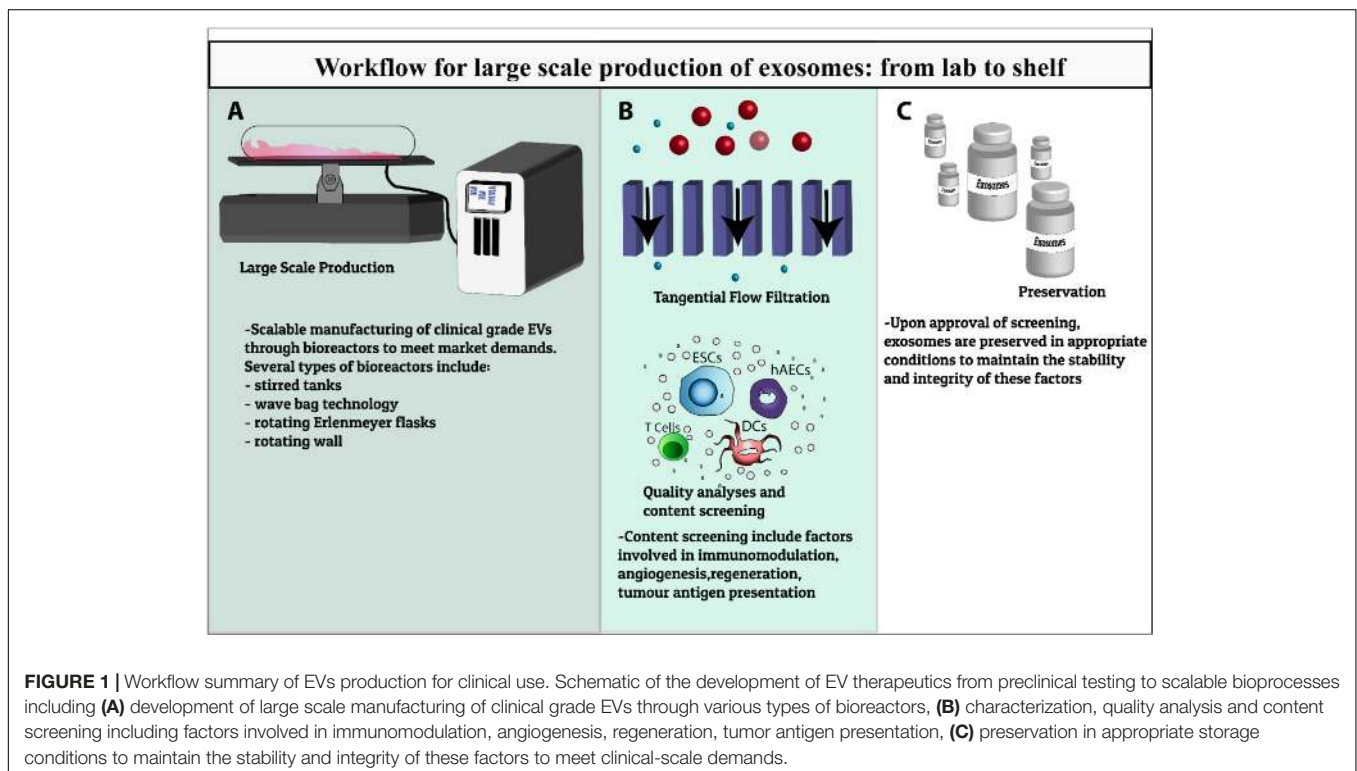 Workflow for large scale production of exosomes: from lab to shelf
A
Large Scale Production
-Scalable manufacturing of clinical grade EVs
through bioreactors to meet market demands.
Several types of bioreactors include:
- stirred tanks
- wave bag technology
- rotating Erlenmeyer flasks
- rotating wall
B
Tangential Flow Filtration
ESCs
hAECs
T Cells
DCs
Quality analyses and
content screening
-Content screening include factors
involved in immunomodulation,
angiogenesis,regeneration,
tumour antigen presentation
C
Exosomes
Exosomes
Preservation
-Upon approval of screening,
exosomes are preserved in appropriate
conditions to maintain the stability
and integrity of these factors
FIGURE 1 | Workflow summary of EVs production for clinical use. Schematic of the development of EV therapeutics from preclinical testing to scalable bioprocesses
including (A) development of large scale manufacturing of clinical grade EVs through various types of bioreactors, (B) characterization, quality analysis and content
screening including factors involved in immunomodulation, angiogenesis, regeneration, tumor antigen presentation, (C) preservation in appropriate storage
conditions to maintain the stability and integrity of these factors to meet clinical-scale demands.